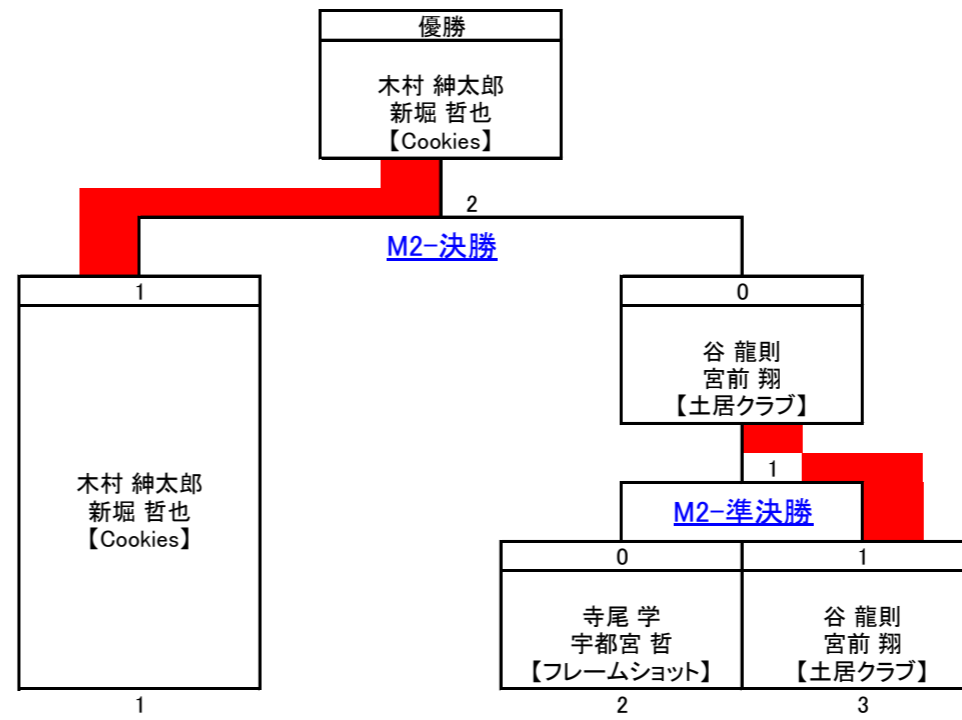 優勝
木村 紳太郎
新堀 哲也
【Cookies】
2
M2-決勝
1
木村 紳太郎
新堀 哲也
【Cookies】
1
0
谷 龍則
宮前 翔
【土居クラブ】
1
M2-準決勝
0
寺尾 学
宇都宮 哲
【フレームショット】
2
1
谷 龍則
宮前 翔
【土居クラブ】
3